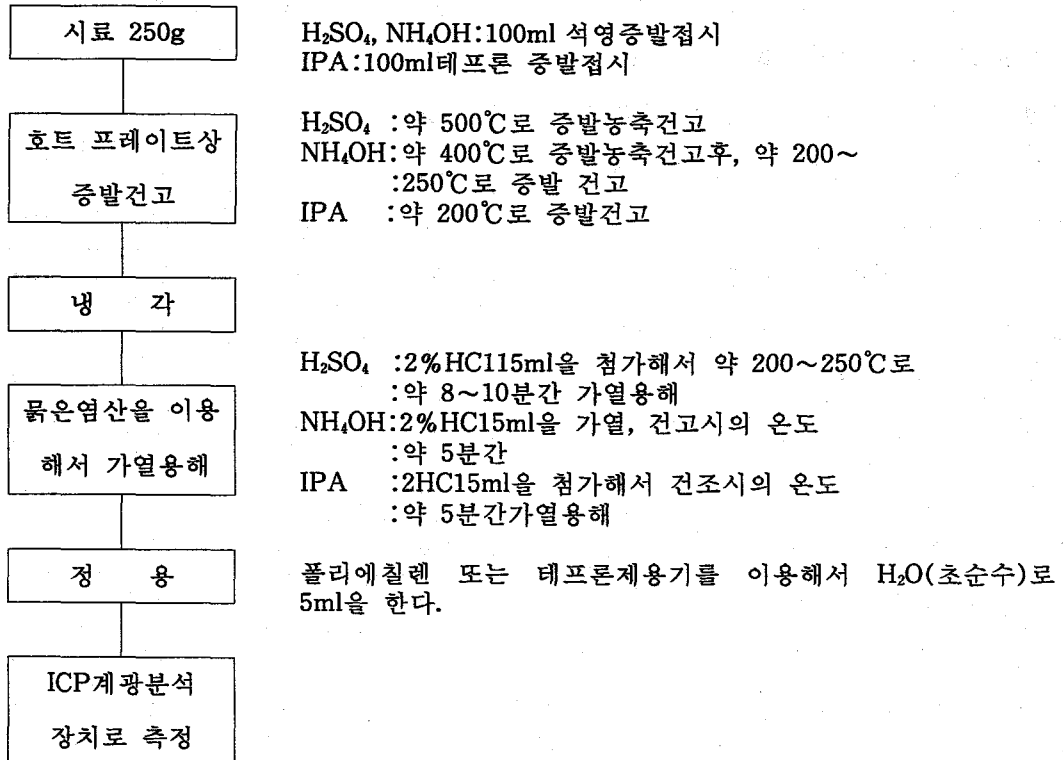 시료 250g
H₂SO₄, NH₄OH:100ml 석영증발접시
IPA:100ml테프론 증발접시
호트 프레이트상
증발건고
H₂SO₄ :약 500℃로 증발농축건고
NH₄OH:약 400℃로 증발농축건고후, 약 200~
:250℃로 증발 건고
IPA :약 200℃로 증발건고
냉 각
묽은염산을 이용
해서 가열용해
H₂SO₄ :2%HC115ml을 첨가해서 약 200~250℃로
:약 8~10분간 가열용해
NH₄OH:2%HC15ml을 가열, 건고시의 온도
:약 5분간
IPA :2HC15ml을 첨가해서 건조시의 온도
:약 5분간가열용해
정 용
폴리에칠렌 또는 테프론제용기를 이용해서 H₂O(초순수)로
5ml을 한다.
ICP계광분석
장치로 측정